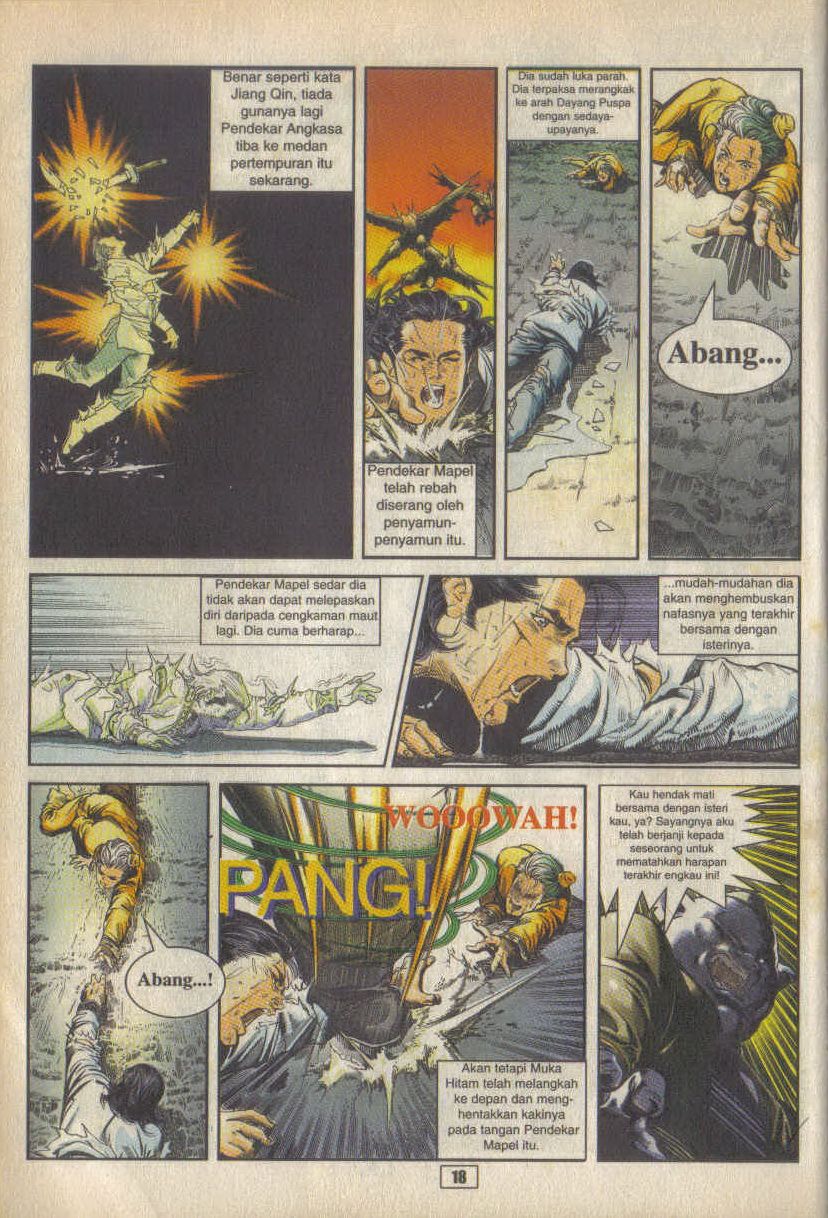 Benar seperti kata
Jiang Qin, tiada
gunanya lagi
Pendekar Angkasa
tiba ke medan
pertempuran itu
sekarang.
Pendekar Mapel
telah rebah
diserang oleh
penyamun-
penyamun itu.
Dia sudah luka parah.
Dia terpaksa merangkak
ke arah Dayang Puspa
dengan sedaya-
upayanya.
Abang...
Pendekar Mapel sedar dia
tidak akan dapat melepaskan
diri daripada cengkaman maut
lagi. Dia cuma berharap...
...mudah-mudahan dia
akan menghembuskan
nafasnya yang terakhir
bersama dengan
isterinya.
Abang...!
WOOOWAH!
PANG!
Akan tetapi Muka
Hitam telah melangkah
ke depan dan meng-
hentakkan kakinya
pada tangan Pendekar
Mapel itu.
Kau hendak mati
bersama dengan isteri
kau, ya? Sayangnya aku
telah berjanji kepada
seseorang untuk
mematahkan harapan
terakhir engkau ini!
18